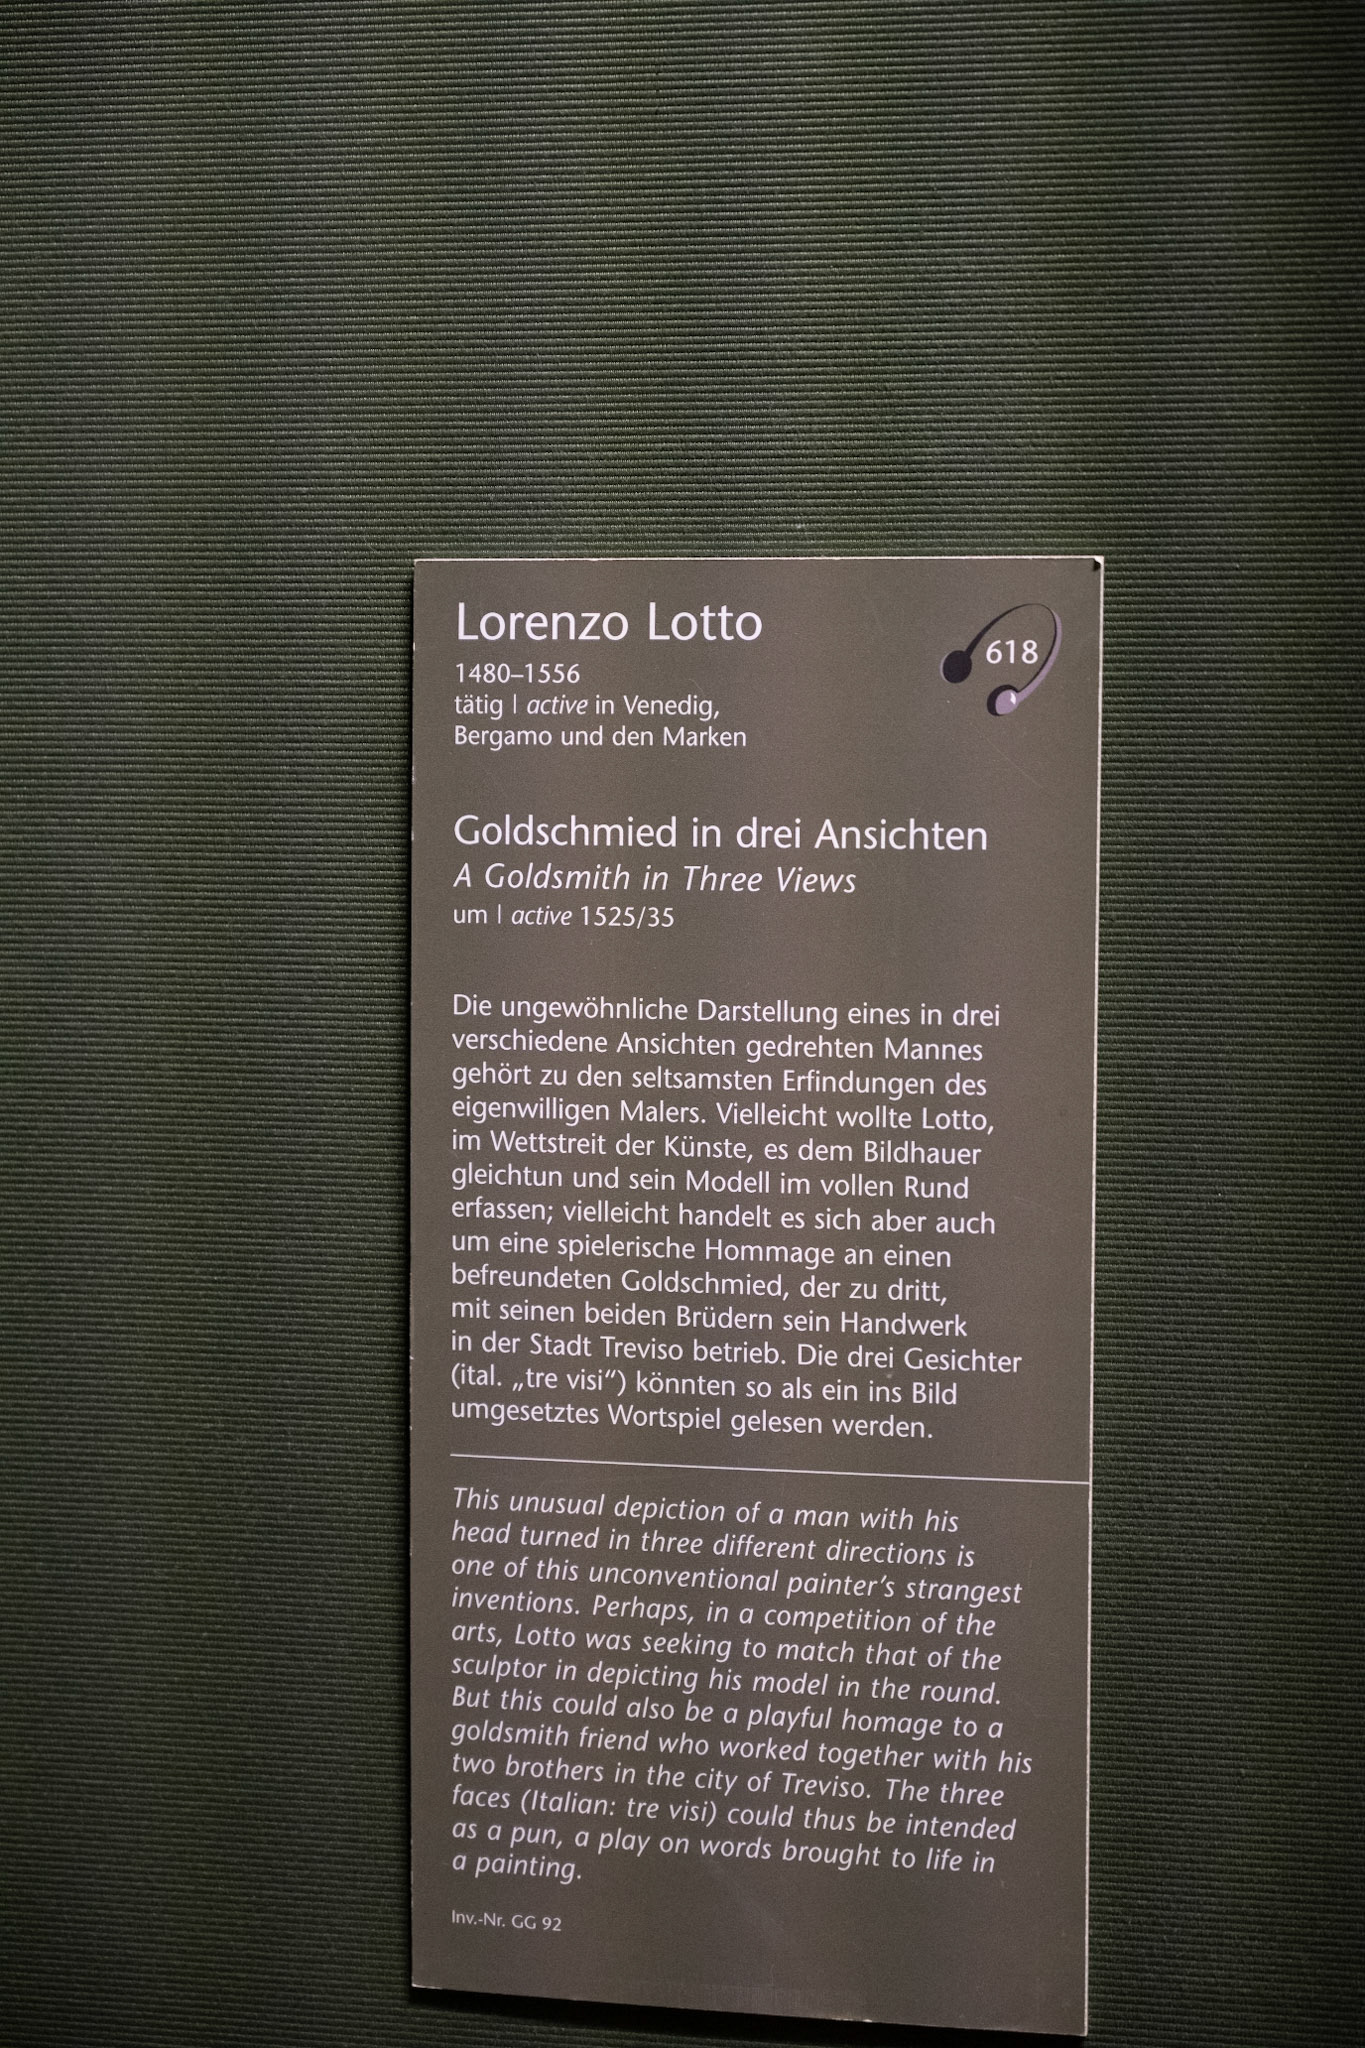 Lorenzo Lotto
618
1480–1556
tätig | active in Venedig,
Bergamo und den Marken
Goldschmied in drei Ansichten
A Goldsmith in Three Views
um | active 1525/35
Die ungewöhnliche Darstellung eines in drei
verschiedene Ansichten gedrehten Mannes
gehört zu den seltsamsten Erfindungen des
eigenwilligen Malers. Vielleicht wollte Lotto,
im Wettstreit der Künste, es dem Bildhauer
gleichtun und sein Modell im vollen Rund
erfassen; vielleicht handelt es sich aber auch
um eine spielerische Hommage an einen
befreundeten Goldschmied, der zu dritt,
mit seinen beiden Brüdern sein Handwerk
in der Stadt Treviso betrieb. Die drei Gesichter
(ital. „tre visi“) könnten so als ein ins Bild
umgesetztes Wortspiel gelesen werden.
This unusual depiction of a man with his
head turned in three different directions is
one of this unconventional painter’s strangest
inventions. Perhaps, in a competition of the
arts, Lotto was seeking to match that of the
sculptor in depicting his model in the round.
But this could also be a playful homage to a
goldsmith friend who worked together with his
two brothers in the city of Treviso. The three
faces (Italian: tre visi) could thus be intended
as a pun, a play on words brought to life in
a painting.
Inv.-Nr. GG 92